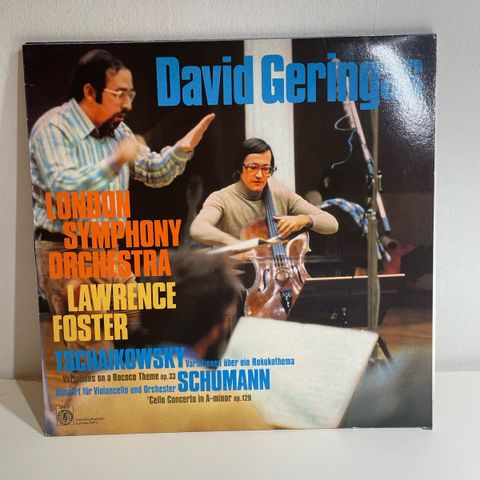 David Geringas
LONDON
SYMPHONY
ORCHESTRA
LAWRENCE
FOSTER
TSCHAIKOWSKY Variationen über ein Rokokothema
Variations on a Rococo Theme op.33
SCHUMANN
Konzert für Violoncello und Orchester
'Cello Concerto in A-minor op.129